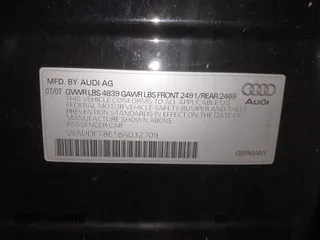 MFD. BY AUDI AG
07/07 GVWR LBS 4839 GAWR LBS FRONT 2491/REAR 2469
THIS VEHICLE CONFORMS TO ALL APPLICABLE
FEDERAL MOTOR VEHICLE SAFETY BUMPER AND THEFT
PREVENTION STANDARDS IN EFFECT ON THE DATE OF
MANUFACTURE SHOWN ABOVE
PASSENGER CAR
Audi
GERMANY